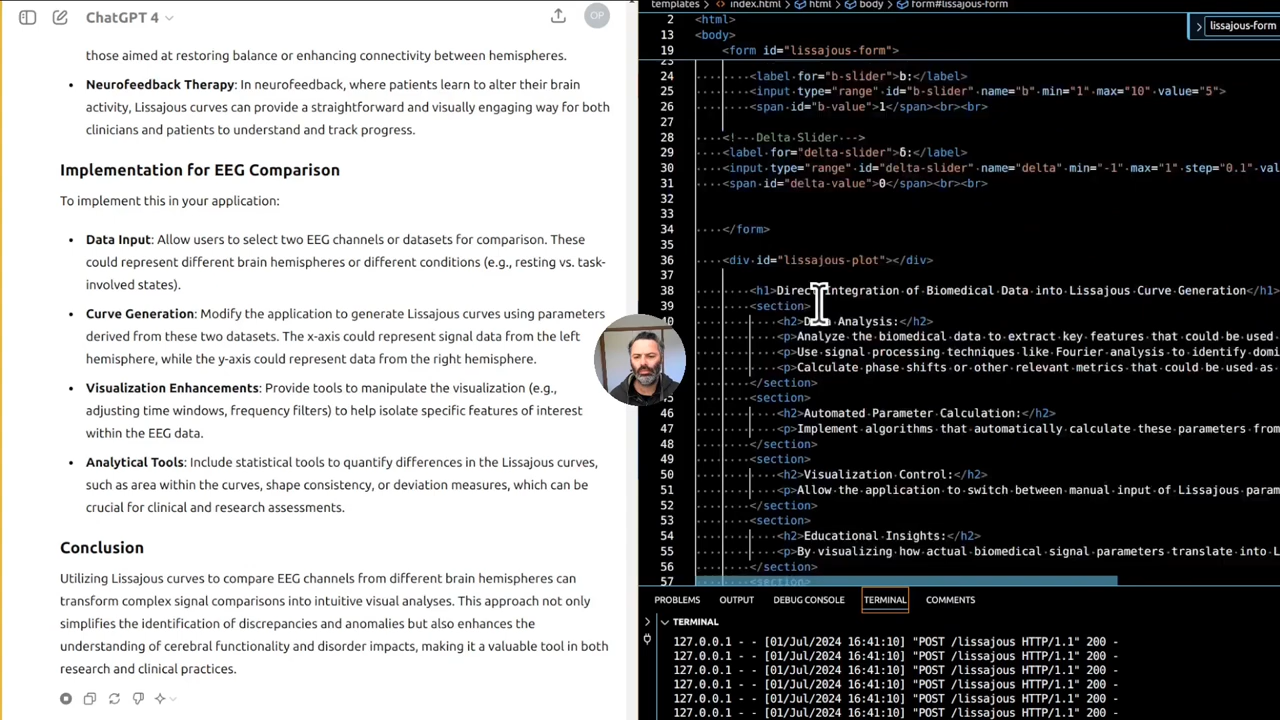 ChatGPT 4
OP
those aimed at restoring balance or enhancing connectivity between hemispheres.
• Neurofeedback Therapy: In neurofeedback, where patients learn to alter their brain
activity, Lissajous curves can provide a straightforward and visually engaging way for both
clinicians and patients to understand and track progress.
Implementation for EEG Comparison
To implement this in your application:
• Data Input: Allow users to select two EEG channels or datasets for comparison. These
could represent different brain hemispheres or different conditions (e.g., resting vs. task-
involved states).
• Curve Generation: Modify the application to generate Lissajous curves using parameters
derived from these two datasets. The x-axis could represent signal data from the left
hemisphere, while the y-axis could represent data from the right hemisphere.
• Visualization Enhancements: Provide tools to manipulate the visualization (e.g.,
adjusting time windows, frequency filters) to help isolate specific features of interest
within the EEG data.
• Analytical Tools: Include statistical tools to quantify differences in the Lissajous curves,
such as area within the curves, shape consistency, or deviation measures, which can be
crucial for clinical and research assessments.
Conclusion
Utilizing Lissajous curves to compare EEG channels from different brain hemispheres can
transform complex signal comparisons into intuitive visual analyses. This approach not only
simplifies the identification of discrepancies and anomalies but also enhances the
understanding of cerebral functionality and disorder impacts, making it a valuable tool in both
research and clinical practices.
templates > index.html > html > body > form#lissajous-form
lissajous-form
2 <html>
13 <body>
19 <form id="lissajous-form">
23
24 <label for="b-slider">b:</label>
25 <input type="range" id="b-slider" name="b" min="1" max="10" value="5">
26 <span id="b-value">1</span><br><br>
27
28 <!-- Delta Slider -->
29 <label for="delta-slider">δ:</label>
30 <input type="range" id="delta-slider" name="delta" min="-1" max="1" step="0.1" val
31 <span id="delta-value">0</span><br><br>
32
33
34 </form>
35
36 <div id="lissajous-plot"></div>
37
38 <h1>Direct Integration of Biomedical Data into Lissajous Curve Generation</h1>
39 <section>
40 <h2>Data Analysis:</h2>
<p>Analyze the biomedical data to extract key features that could be used
<p>Use signal processing techniques like Fourier analysis to identify domi
<p>Calculate phase shifts or other relevant metrics that could be used as
</section>
45 <section>
46 <h2>Automated Parameter Calculation:</h2>
47 <p>Implement algorithms that automatically calculate these parameters from
48 </section>
49 <section>
50 <h2>Visualization Control:</h2>
51 <p>Allow the application to switch between manual input of Lissajous param
52 </section>
53 <section>
54 <h2>Educational Insights:</h2>
55 <p>By visualizing how actual biomedical signal parameters translate into L
56 </section>
57 <section>
PROBLEMS OUTPUT DEBUG CONSOLE TERMINAL COMMENTS
TERMINAL
127.0.0.1 - - [01/Jul/2024 16:41:10] "POST /lissajous HTTP/1.1" 200 -
127.0.0.1 - - [01/Jul/2024 16:41:10] "POST /lissajous HTTP/1.1" 200 -
127.0.0.1 - - [01/Jul/2024 16:41:10] "POST /lissajous HTTP/1.1" 200 -
127.0.0.1 - - [01/Jul/2024 16:41:10] "POST /lissajous HTTP/1.1" 200 -
127.0.0.1 - - [01/Jul/2024 16:41:10] "POST /lissajous HTTP/1.1" 200 -
127.0.0.1 - - [01/Jul/2024 16:41:10] "POST /lissajous HTTP/1.1" 200 -